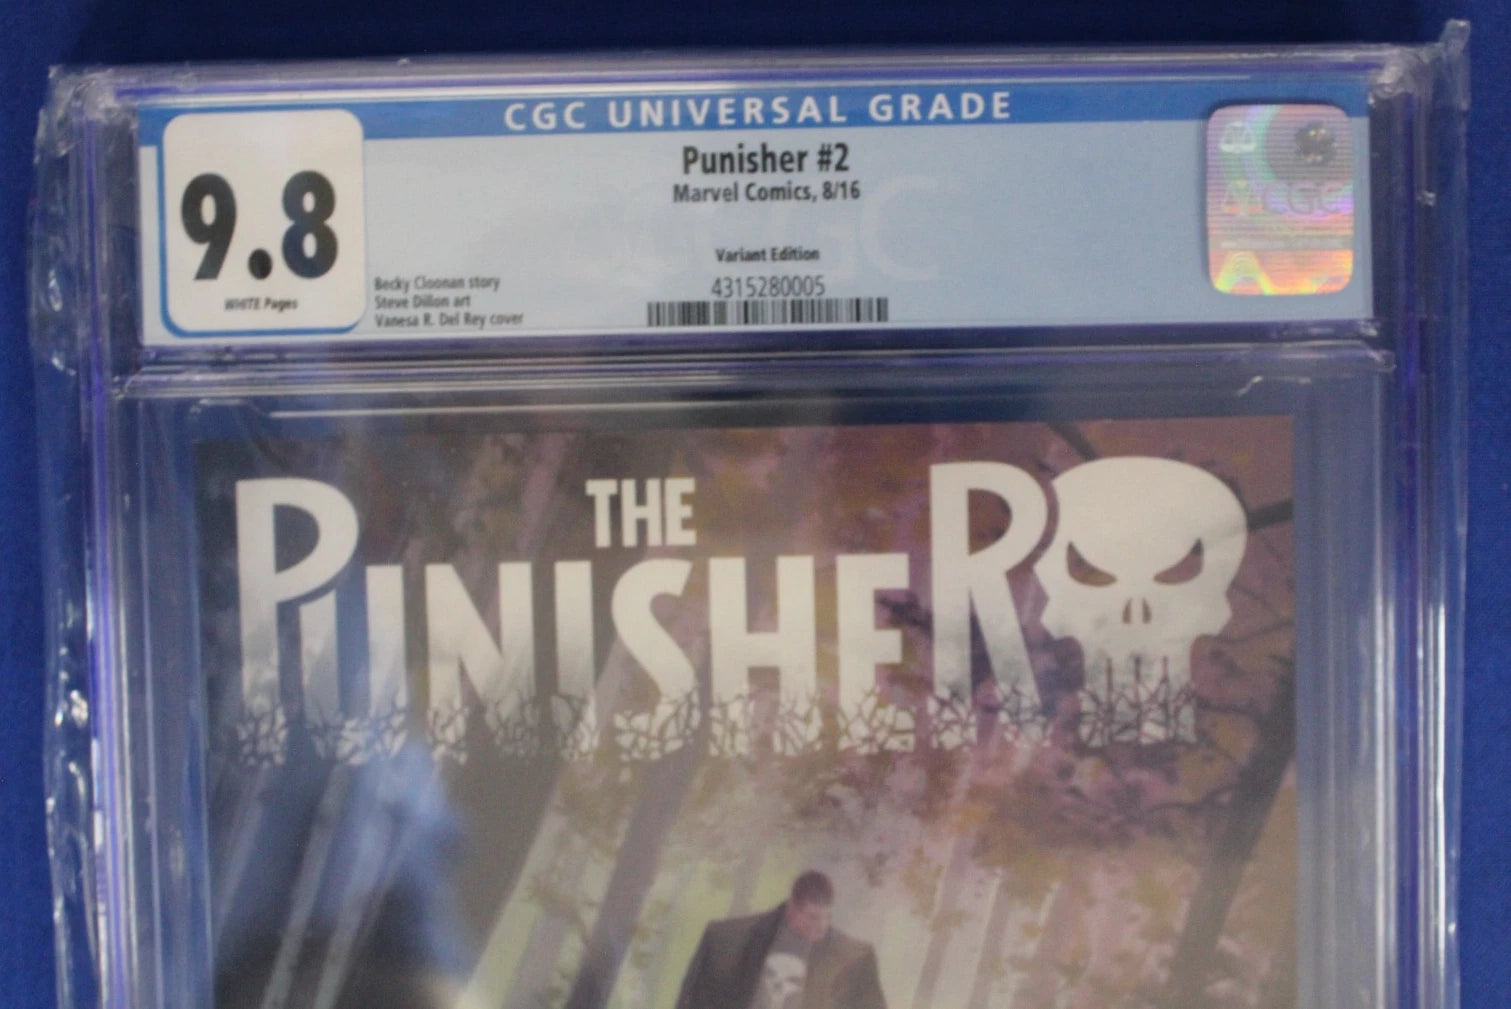 CGC UNIVERSAL GRADE
9.8
WHITE Pages
Punisher #2
Marvel Comics, 8/16
Variant Edition
4315280005
Becky Cloonan story
Steve Dillon art
Vanesa R. Del Rey cover
CGC
THE
PUNISHER